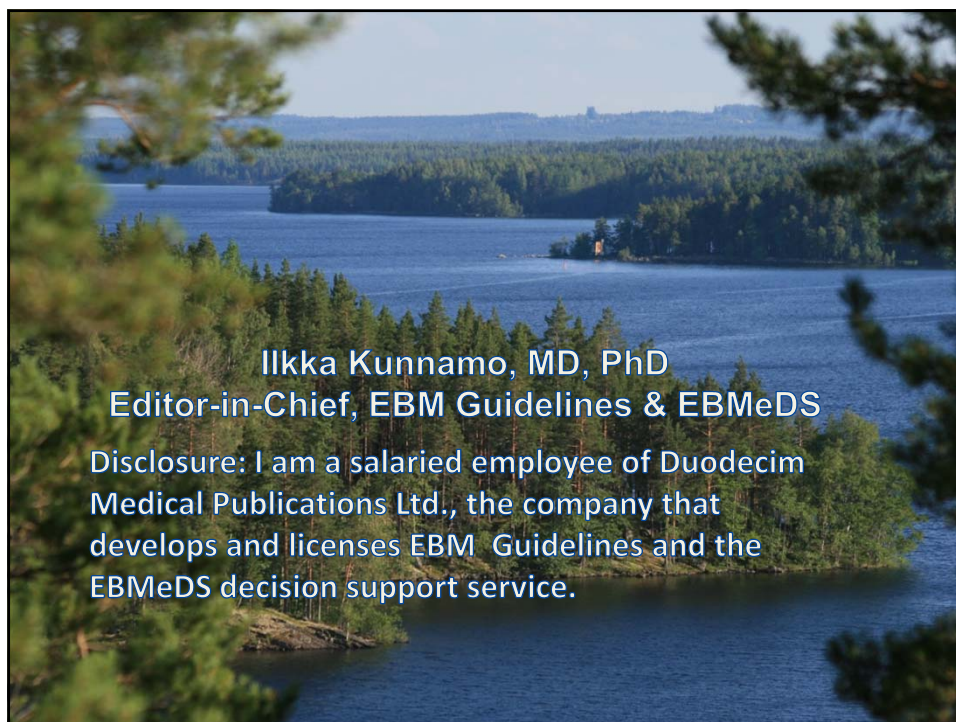 Ilkka Kunnamo, MD, PhD
Editor-in-Chief, EBM Guidelines & EBMeDS
Disclosure: I am a salaried employee of Duodecim
Medical Publications Ltd., the company that
develops and licenses EBM  Guidelines and the
EBMeDS decision support service.